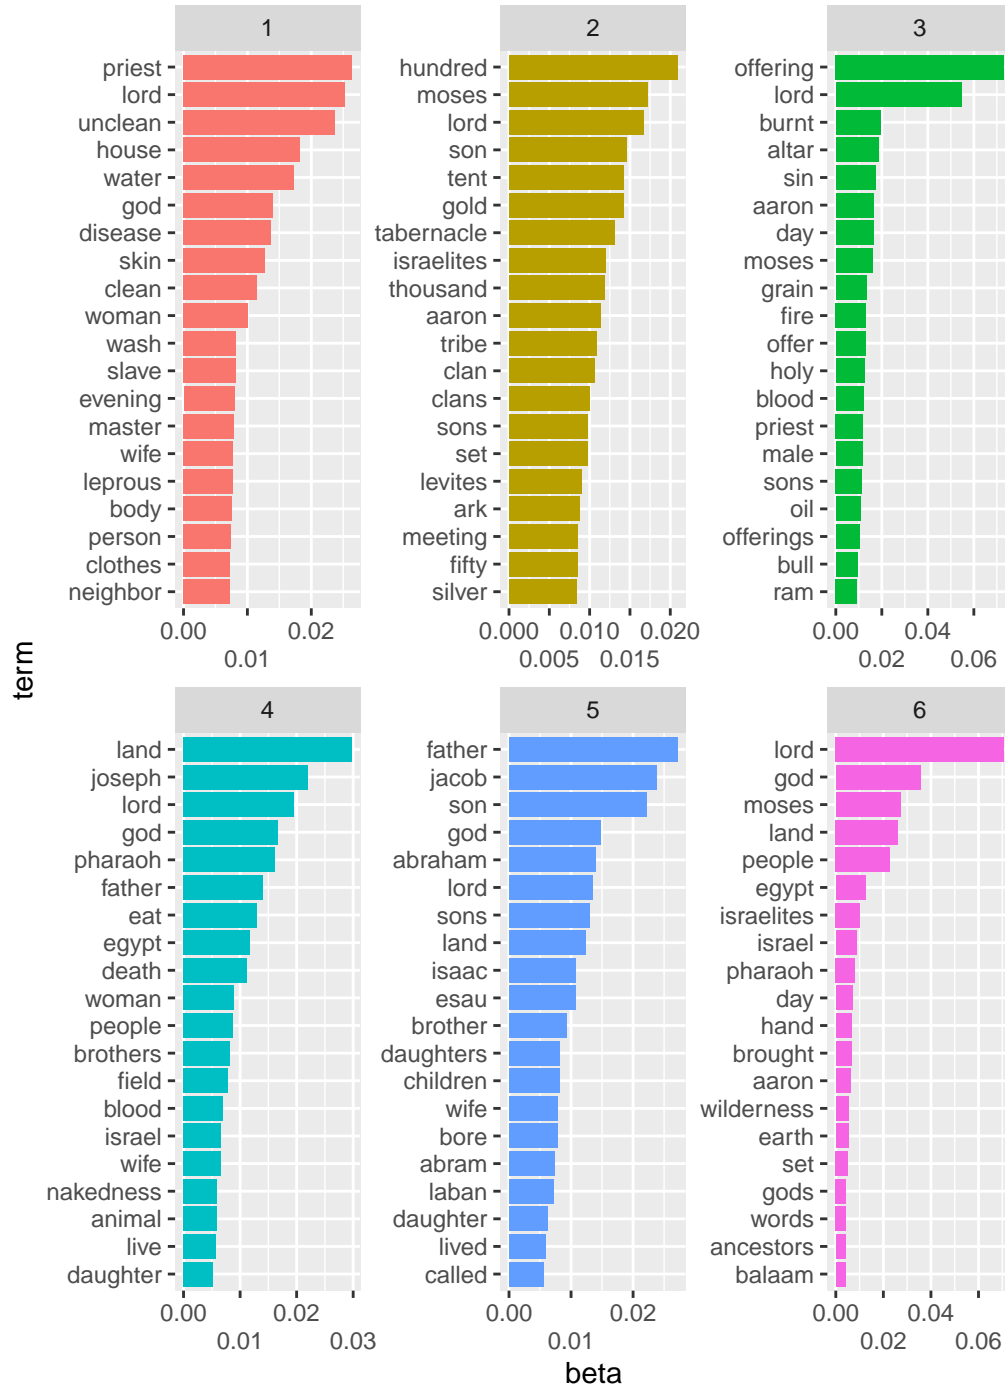 term
1
priest
lord
unclean
house
water
god
disease
skin
clean
woman
wash
slave
evening
master
wife
leprous
body
person
clothes
neighbor
0.00 0.02
0.01
2
hundred
moses
lord
son
tent
gold
tabernacle
israelites
thousand
aaron
tribe
clan
clans
sons
set
levites
ark
meeting
fifty
silver
0.000 0.010 0.020
0.005 0.015
3
offering
lord
burnt
altar
sin
aaron
day
moses
grain
fire
offer
holy
blood
priest
male
sons
oil
offerings
bull
ram
0.00 0.04
0.02 0.06
4
land
joseph
lord
god
pharaoh
father
eat
egypt
death
woman
people
brothers
field
blood
israel
wife
nakedness
animal
live
daughter
0.00 0.02
0.01 0.03
5
father
jacob
son
god
abraham
lord
sons
land
isaac
esau
brother
daughters
children
wife
bore
abram
laban
daughter
lived
called
0.00 0.02
0.01
6
lord
god
moses
land
people
egypt
israelites
israel
pharaoh
day
hand
brought
aaron
wilderness
earth
set
gods
words
ancestors
balaam
0.00 0.04
0.02 0.06
beta